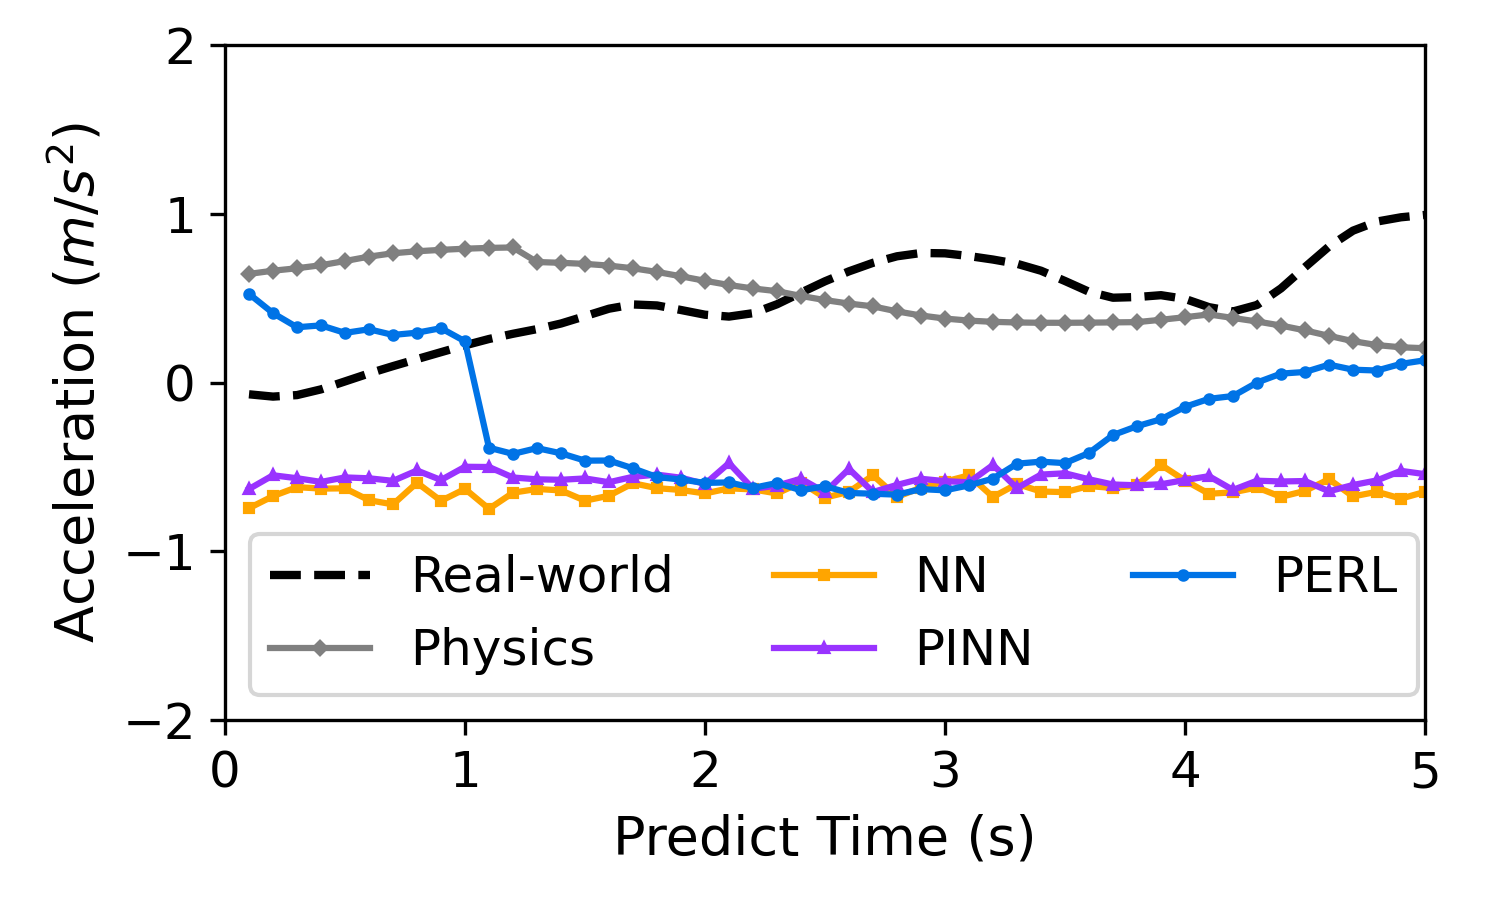 Acceleration (m/s²)
2
1
0
−1
−2
Real-world
Physics
NN
PINN
PERL
0 1 2 3 4 5
Predict Time (s)